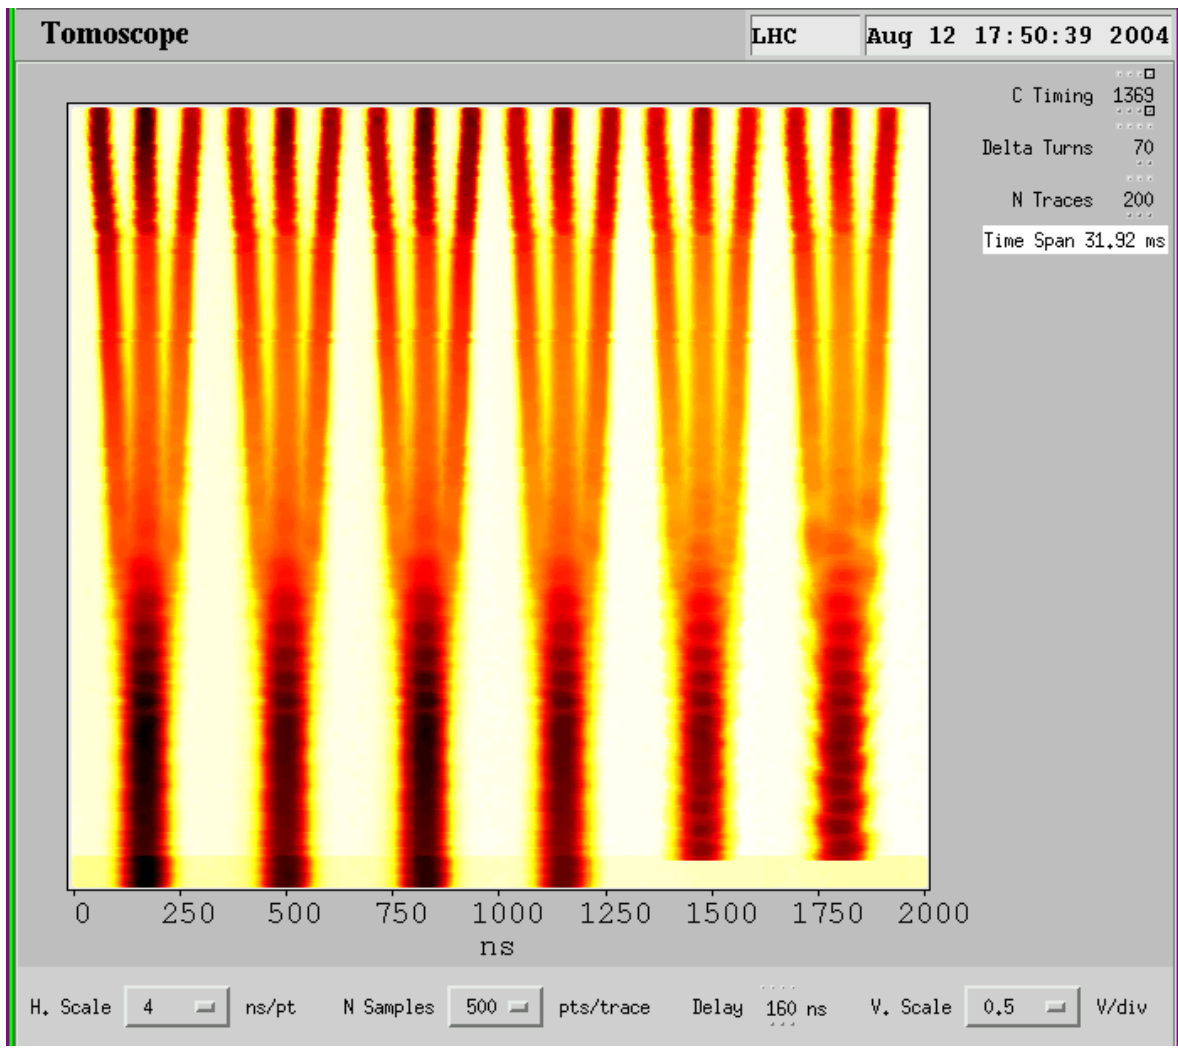 Tomoscope
LHC
Aug 12 17:50:39 2004
C Timing 1369
Delta Turns 70
N Traces 200
Time Span 31.92 ms
0 250 500 750 1000 1250 1500 1750 2000
ns
H. Scale 4 ns/pt N Samples 500 pts/trace Delay 160 ns V. Scale 0.5 V/div